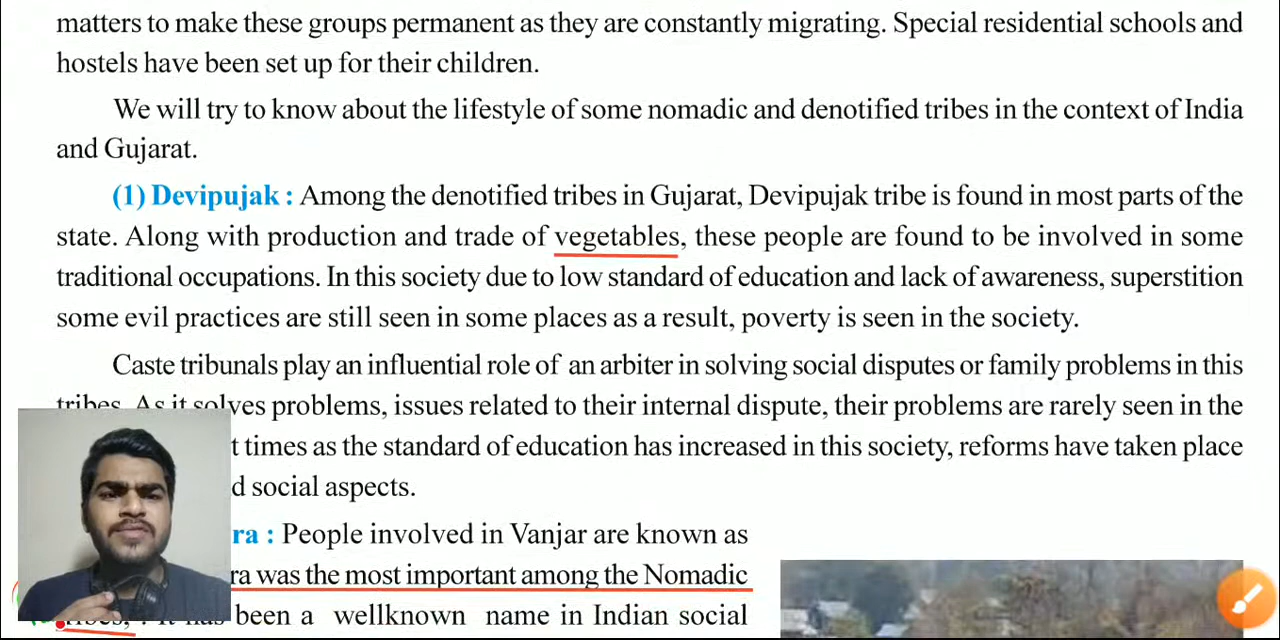 matters to make these groups permanent as they are constantly migrating. Special residential schools and
hostels have been set up for their children.
We will try to know about the lifestyle of some nomadic and denotified tribes in the context of India
and Gujarat.
(1) Devipujak : Among the denotified tribes in Gujarat, Devipujak tribe is found in most parts of the
state. Along with production and trade of vegetables, these people are found to be involved in some
traditional occupations. In this society due to low standard of education and lack of awareness, superstition
some evil practices are still seen in some places as a result, poverty is seen in the society.
Caste tribunals play an influential role of an arbiter in solving social disputes or family problems in this
tribes. As it solves problems, issues related to their internal dispute, their problems are rarely seen in the
t times as the standard of education has increased in this society, reforms have taken place
d social aspects.
ra : People involved in Vanjar are known as
ra was the most important among the Nomadic
been a wellknown name in Indian social